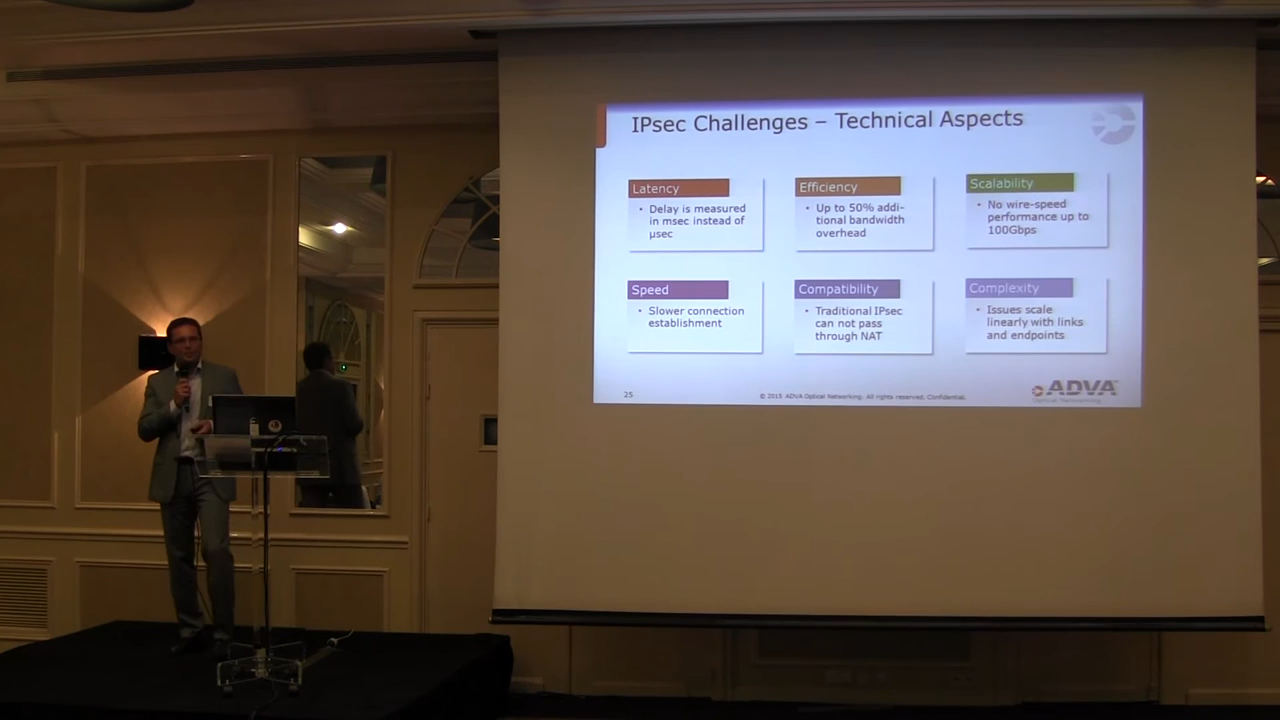 IPsec Challenges – Technical Aspects
Latency
• Delay is measured
in msec instead of
µsec
Efficiency
• Up to 50% addi-
tional bandwidth
overhead
Scalability
• No wire-speed
performance up to
100Gbps
Speed
• Slower connection
establishment
Compatibility
• Traditional IPsec
can not pass
through NAT
Complexity
• Issues scale
linearly with links
and endpoints
25
© 2015 ADVA Optical Networking. All rights reserved. Confidential.
ADVA
Optical Networking